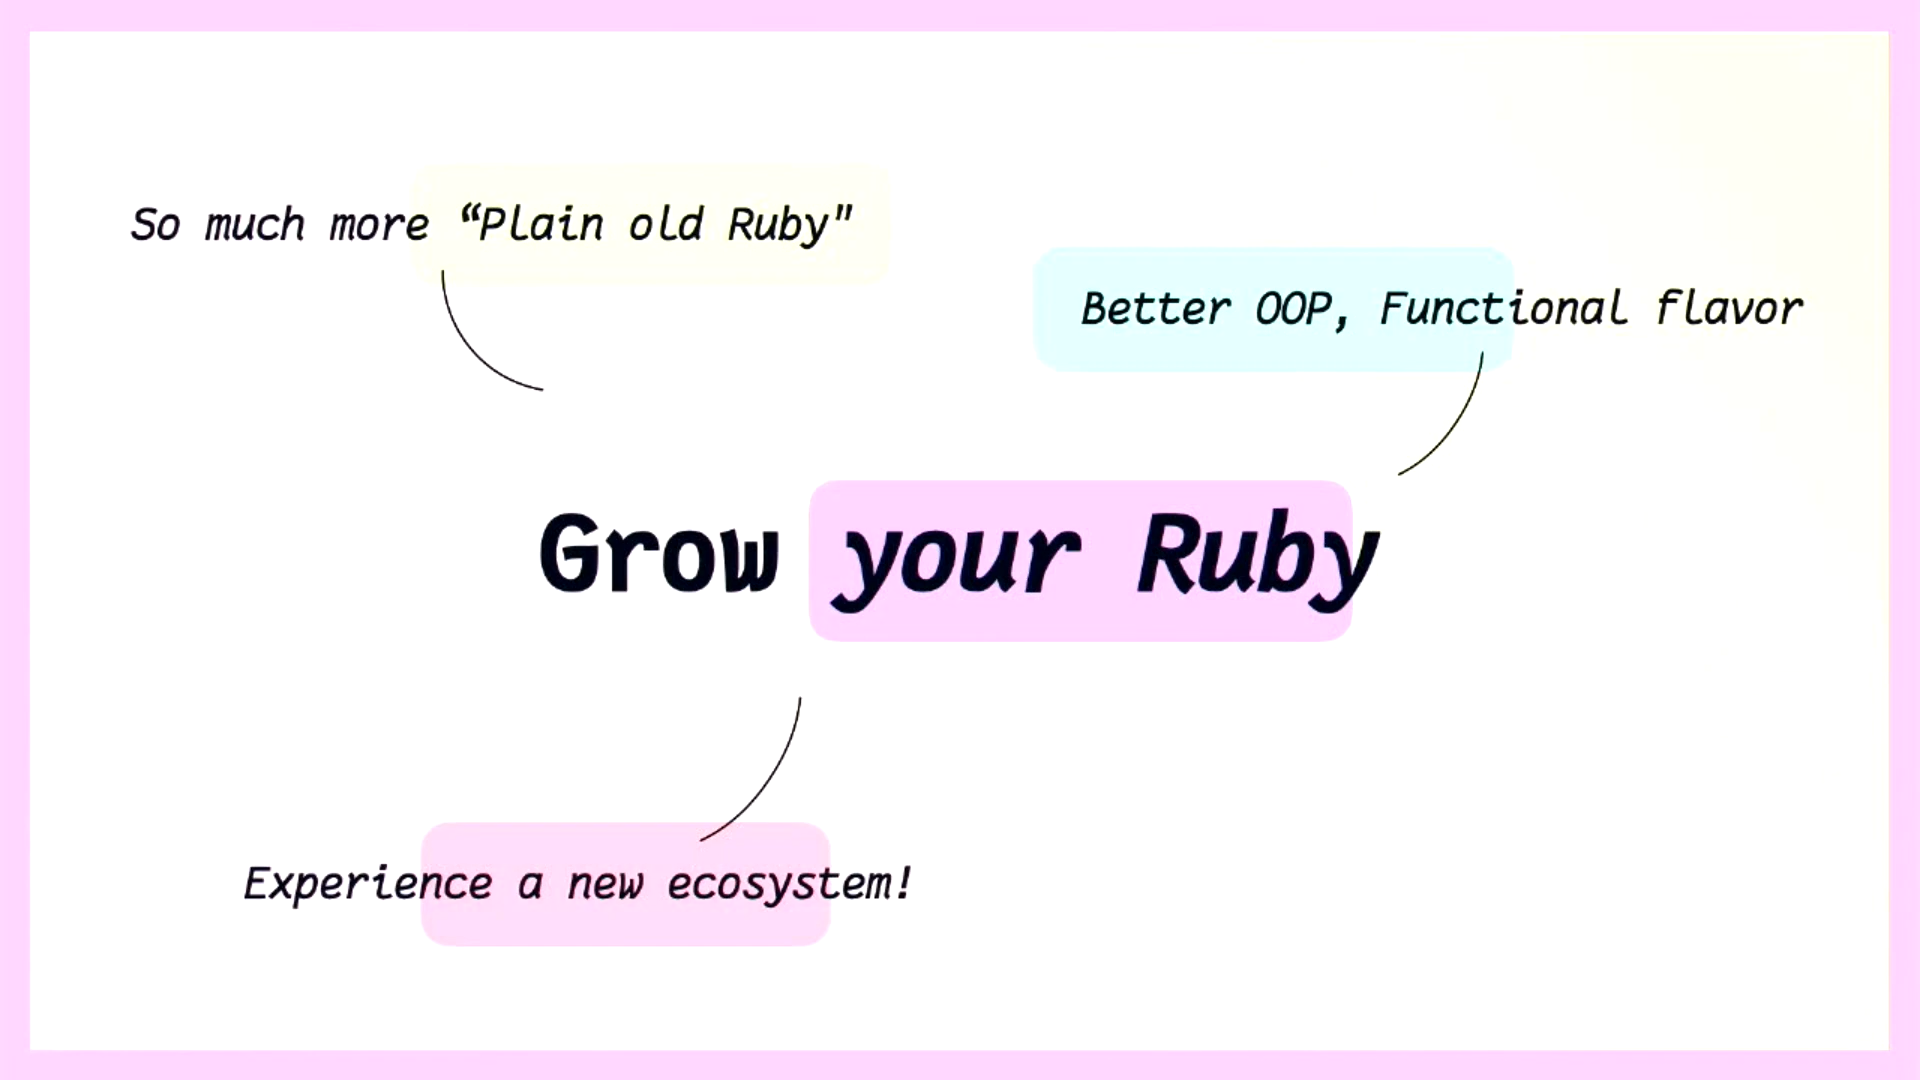 So much more “Plain old Ruby"
Better OOP, Functional flavor
Grow your Ruby
Experience a new ecosystem!